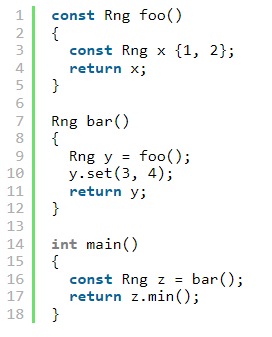 1 const Rng foo()
2 {
3   const Rng x {1, 2};
4   return x;
5 }
6
7 Rng bar()
8 {
9   Rng y = foo();
10   y.set(3, 4);
11   return y;
12 }
13
14 int main()
15 {
16   const Rng z = bar();
17   return z.min();
18 }